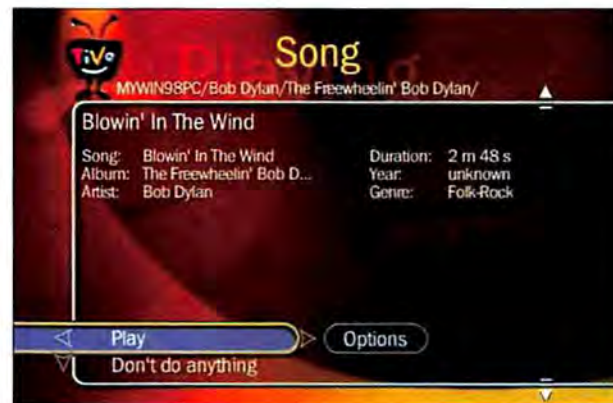 TiVo
Song
MYWIN98PC/Bob Dylan/The Freewheelin' Bob Dylan/
Blowin' In The Wind
Song: Blowin' In The Wind Duration: 2 m 48 s
Album: The Freewheelin' Bob D... Year: unknown
Artist: Bob Dylan Genre: Folk-Rock
Play Options
Don't do anything